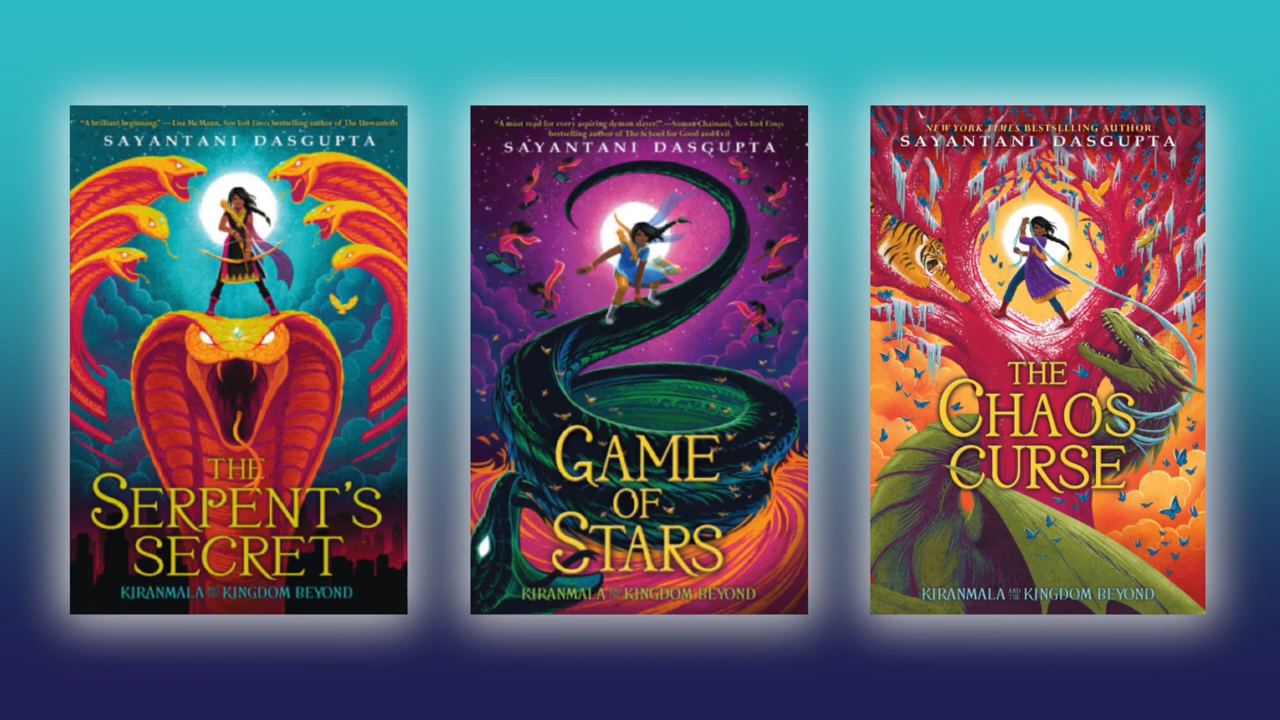 "A brilliant beginning." —Lisa McMann, New York Times bestselling author of The Unwanteds
SAYANTANI DASGUPTA
THE
SERPENT'S
SECRET
KIRANMALA AND THE KINGDOM BEYOND
"A must read for every aspiring demon slayer." —Soman Chainani, New York Times
bestselling author of The School for Good and Evil
SAYANTANI DASGUPTA
GAME
OF
STARS
KIRANMALA AND THE KINGDOM BEYOND
NEW YORK TIMES BESTSELLING AUTHOR
SAYANTANI DASGUPTA
THE
CHAOS
CURSE
KIRANMALA AND THE KINGDOM BEYOND